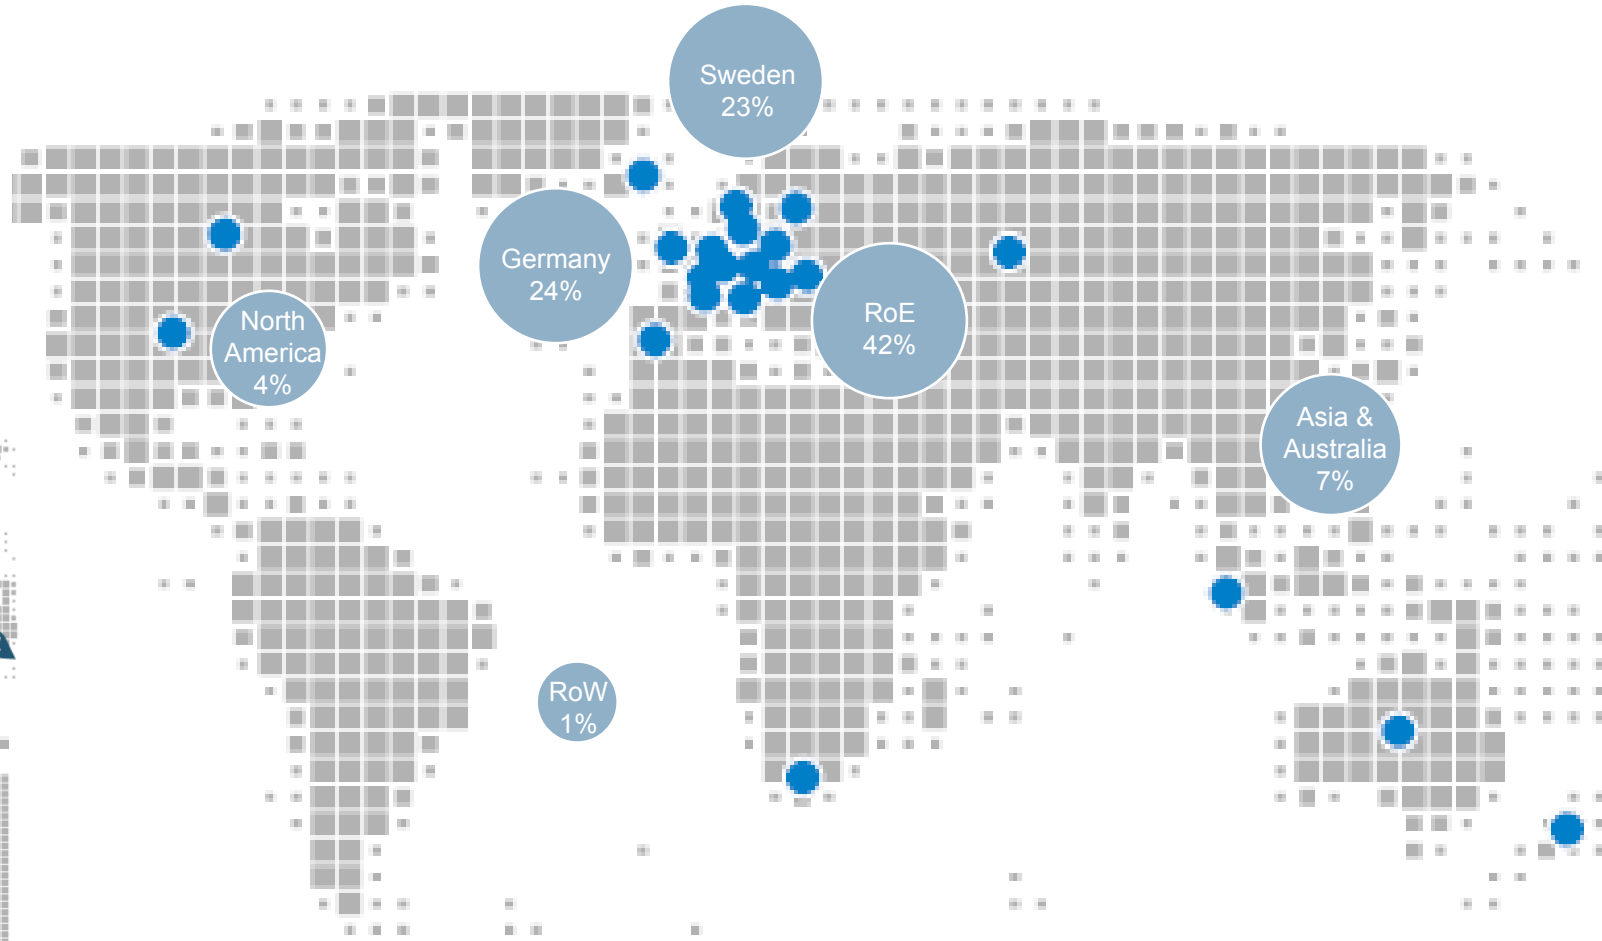 Sweden
23%
Germany
24%
RoE
42%
North
America
4%
Asia &
Australia
7%
RoW
1%